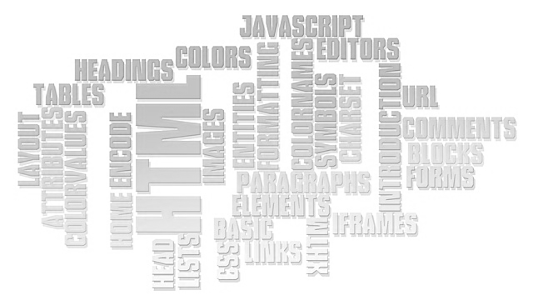 JAVASCRIPT
EDITORS
COLORS
HEADINGS
TABLES
LAYOUT
ATTRIBUTES
COLORVALUES
HOME
ENCODE
HTML
IMAGES
ENTITIES
FORMATTING
COLORNAMES
SYMBOLS
CHARSET
INTRODUCTION
URL
COMMENTS
BLOCKS
FORMS
PARAGRAPHS
ELEMENTS
IFRAMES
BASIC
LINKS
CSS
XHTML
HEAD
LISTS